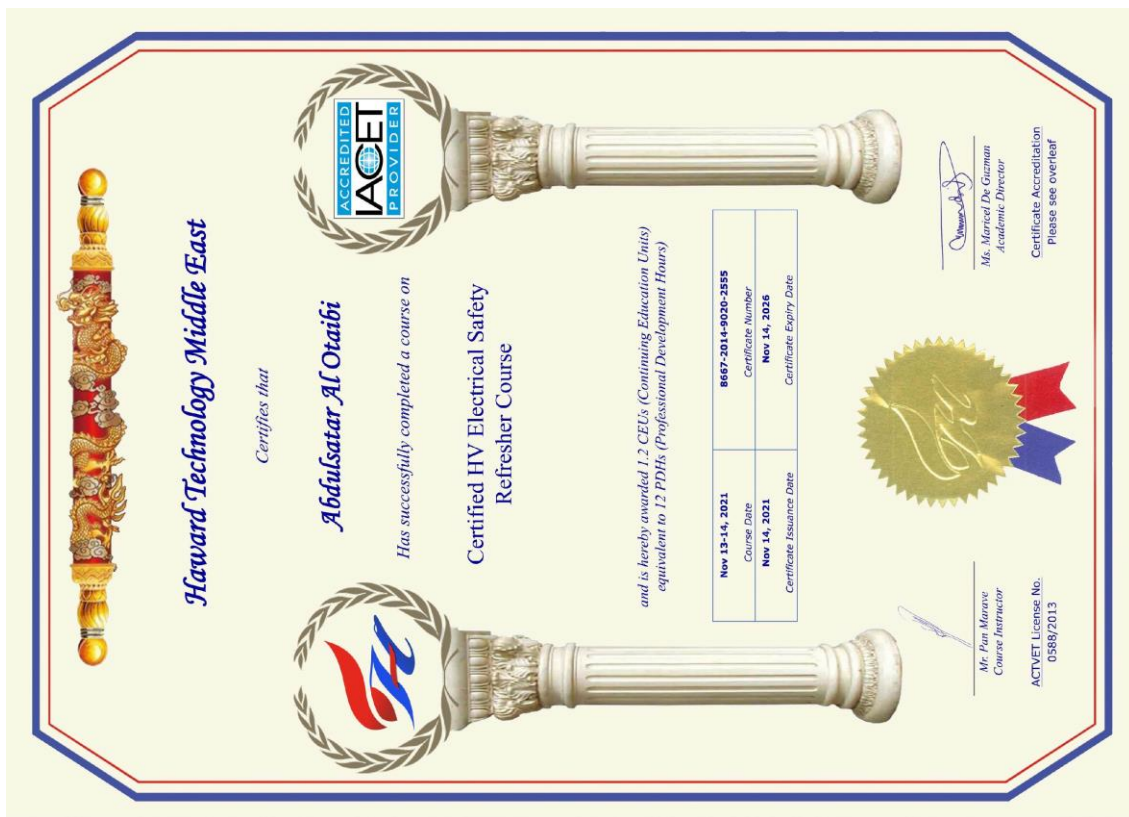 Haward Technology Middle East
Certifies that
Abdulsatar Al Otaibi
Has successfully completed a course on
Certified HV Electrical Safety
Refresher Course
ACCREDITED
IACET
PROVIDER
and is hereby awarded 1.2 CEUs (Continuing Education Units)
equivalent to 12 PDHs (Professional Development Hours)
Nov 13-14, 2021
8667-2014-9020-2555
Course Date
Certificate Number
Nov 14, 2021
Nov 14, 2026
Certificate Issuance Date
Certificate Expiry Date
Mr. Pan Marave
Course Instructor
ACTVET License No.
0588/2013
Ms. Maricel De Guzman
Academic Director
Certificate Accreditation
Please see overleaf